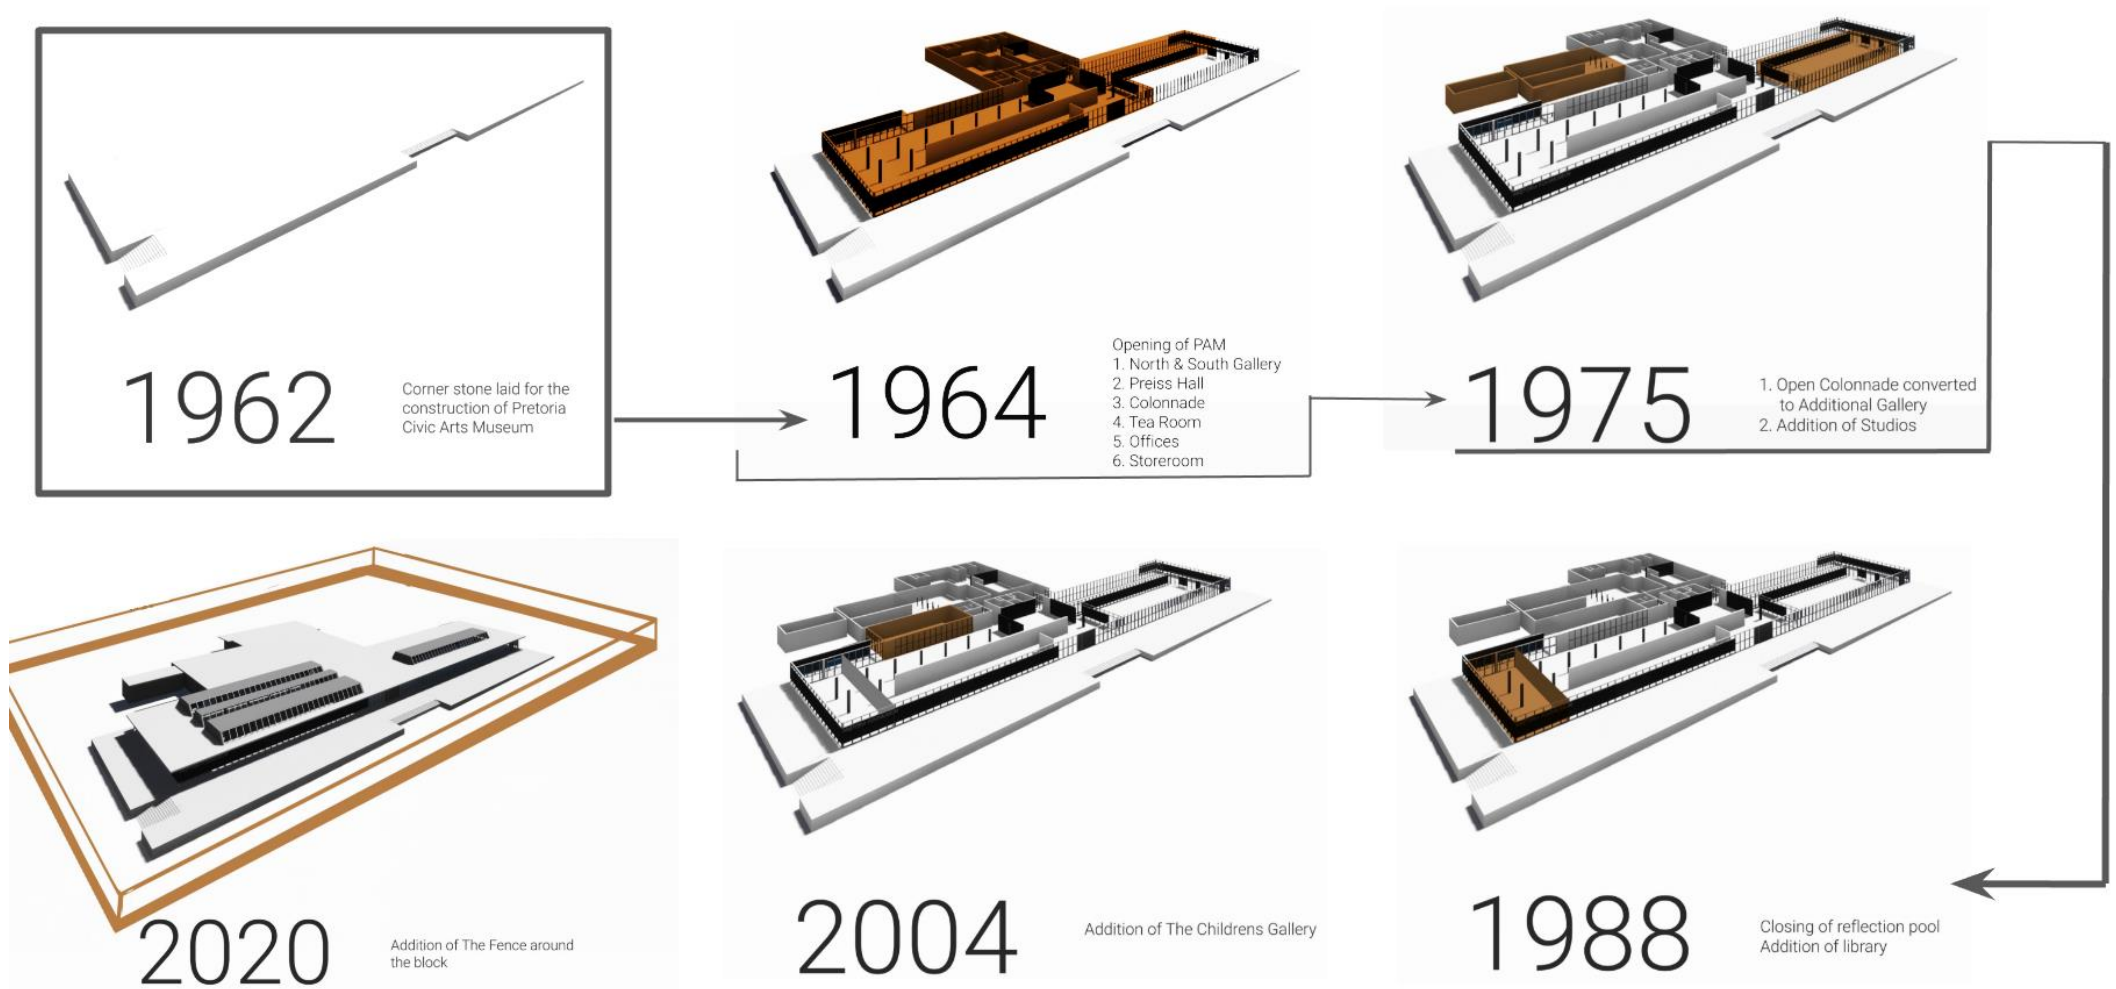 1962
Corner stone laid for the
construction of Pretoria
Civic Arts Museum
1964
Opening of PAM
1. North & South Gallery
2. Preiss Hall
3. Colonnade
4. Tea Room
5. Offices
6. Storeroom
1975
1. Open Colonnade converted
to Additional Gallery
2. Addition of Studios
1988
Closing of reflection pool
Addition of library
2004
Addition of The Childrens Gallery
2020
Addition of The Fence around
the block